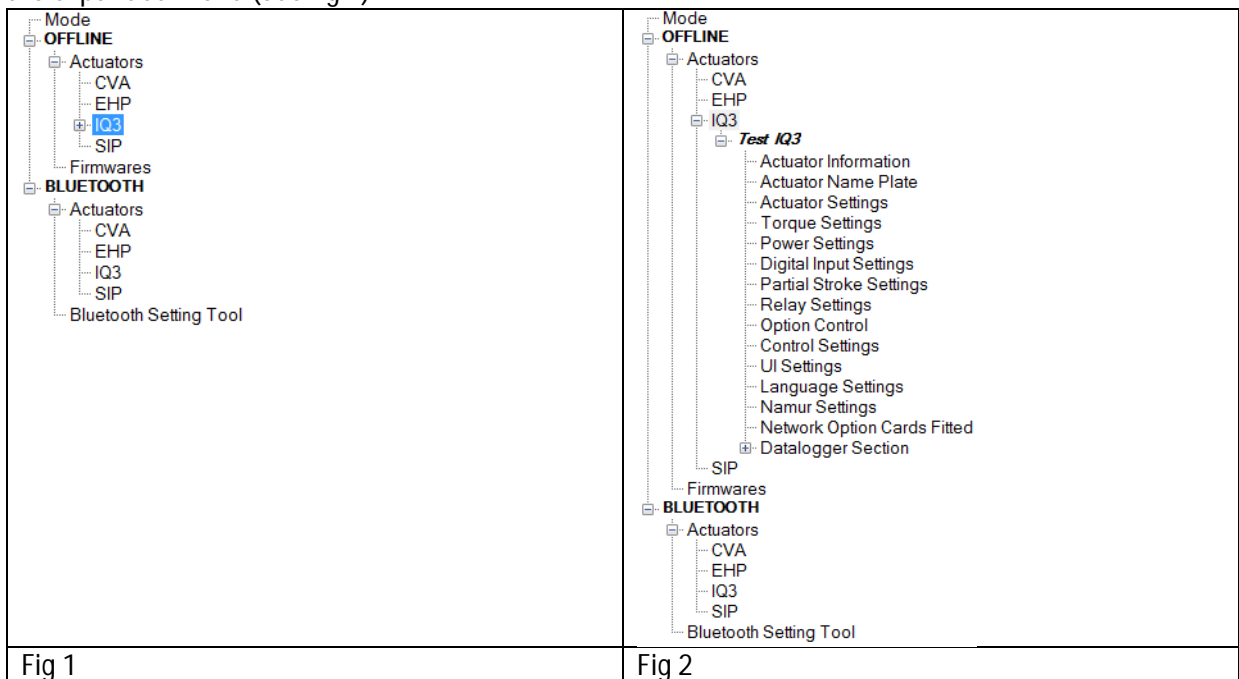 Mode
OFFLINE
Actuators
CVA
EHP
IQ3
SIP
Firmwares
BLUETOOTH
Actuators
CVA
EHP
IQ3
SIP
Bluetooth Setting Tool
Fig 1
Mode
OFFLINE
Actuators
CVA
EHP
IQ3
Test IQ3
Actuator Information
Actuator Name Plate
Actuator Settings
Torque Settings
Power Settings
Digital Input Settings
Partial Stroke Settings
Relay Settings
Option Control
Control Settings
UI Settings
Language Settings
Namur Settings
Network Option Cards Fitted
Datalogger Section
SIP
Firmwares
BLUETOOTH
Actuators
CVA
EHP
IQ3
SIP
Bluetooth Setting Tool
Fig 2